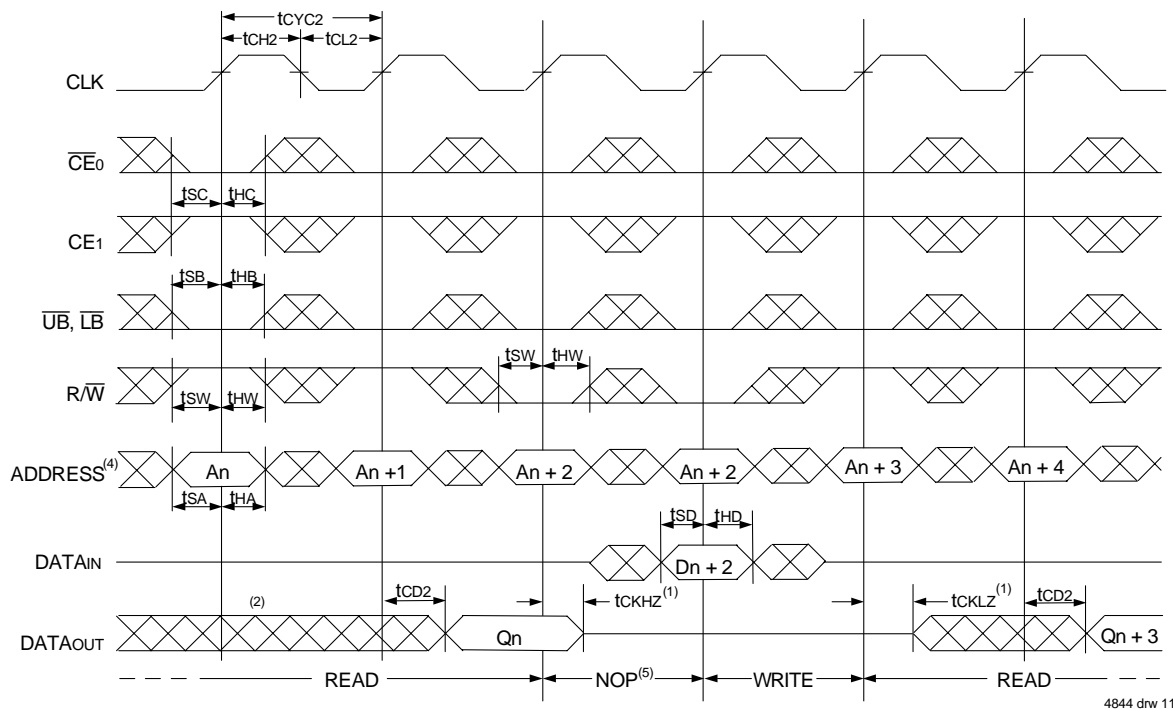 tCYC2
tCH2 tCL2
CLK
CE0
tSC tHC
CE1
tSB tHB
UB, LB
tSW tHW
R/W
tSW tHW
ADDRESS(4) An An +1 An + 2 An + 2 An + 3 An + 4
tSA tHA
tSD tHD
DATAIN Dn + 2
tCD2 tCKHZ(1) tCKLZ(1) tCD2
(2)
DATAOUT Qn Qn + 3
READ NOP(5) WRITE READ
4844 drw 11